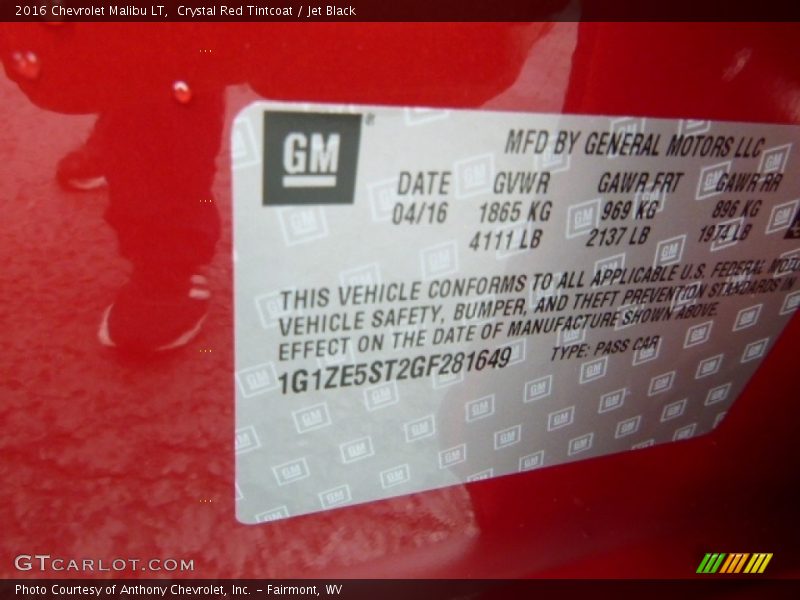 2016 Chevrolet Malibu LT,  Crystal Red Tintcoat / Jet Black
GM®
MFD BY GENERAL MOTORS LLC
DATE GVWR GAWR FRT GAWR RR
04/16 1865 KG 969 KG 896 KG
4111 LB 2137 LB 1974 LB
THIS VEHICLE CONFORMS TO ALL APPLICABLE U.S. FEDERAL MOTOR
VEHICLE SAFETY, BUMPER, AND THEFT PREVENTION STANDARDS IN
EFFECT ON THE DATE OF MANUFACTURE SHOWN ABOVE.
1G1ZE5ST2GF281649 TYPE: PASS CAR
GTCARLOT.COM
Photo Courtesy of Anthony Chevrolet, Inc. – Fairmont, WV